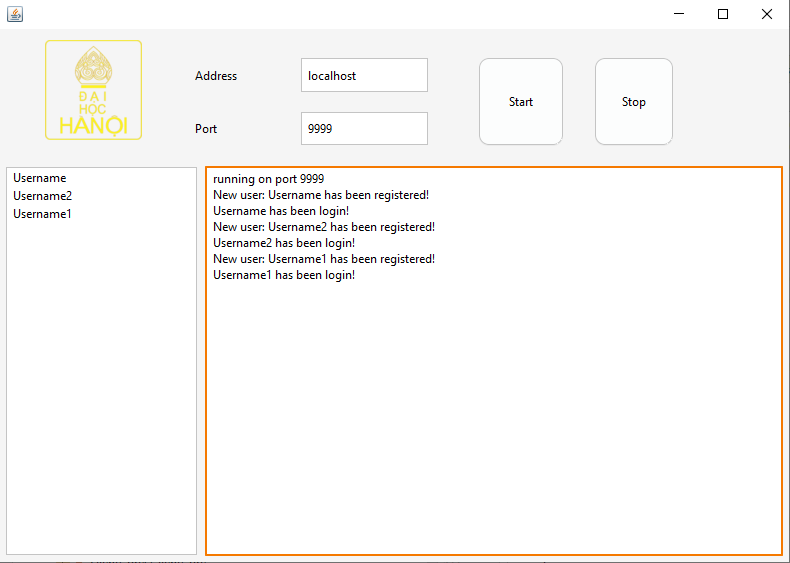 ĐẠI
HỌC
HÀNỘI
Address
localhost
Port
9999
Start
Stop
Username
Username2
Username1
running on port 9999
New user: Username has been registered!
Username has been login!
New user: Username2 has been registered!
Username2 has been login!
New user: Username1 has been registered!
Username1 has been login!